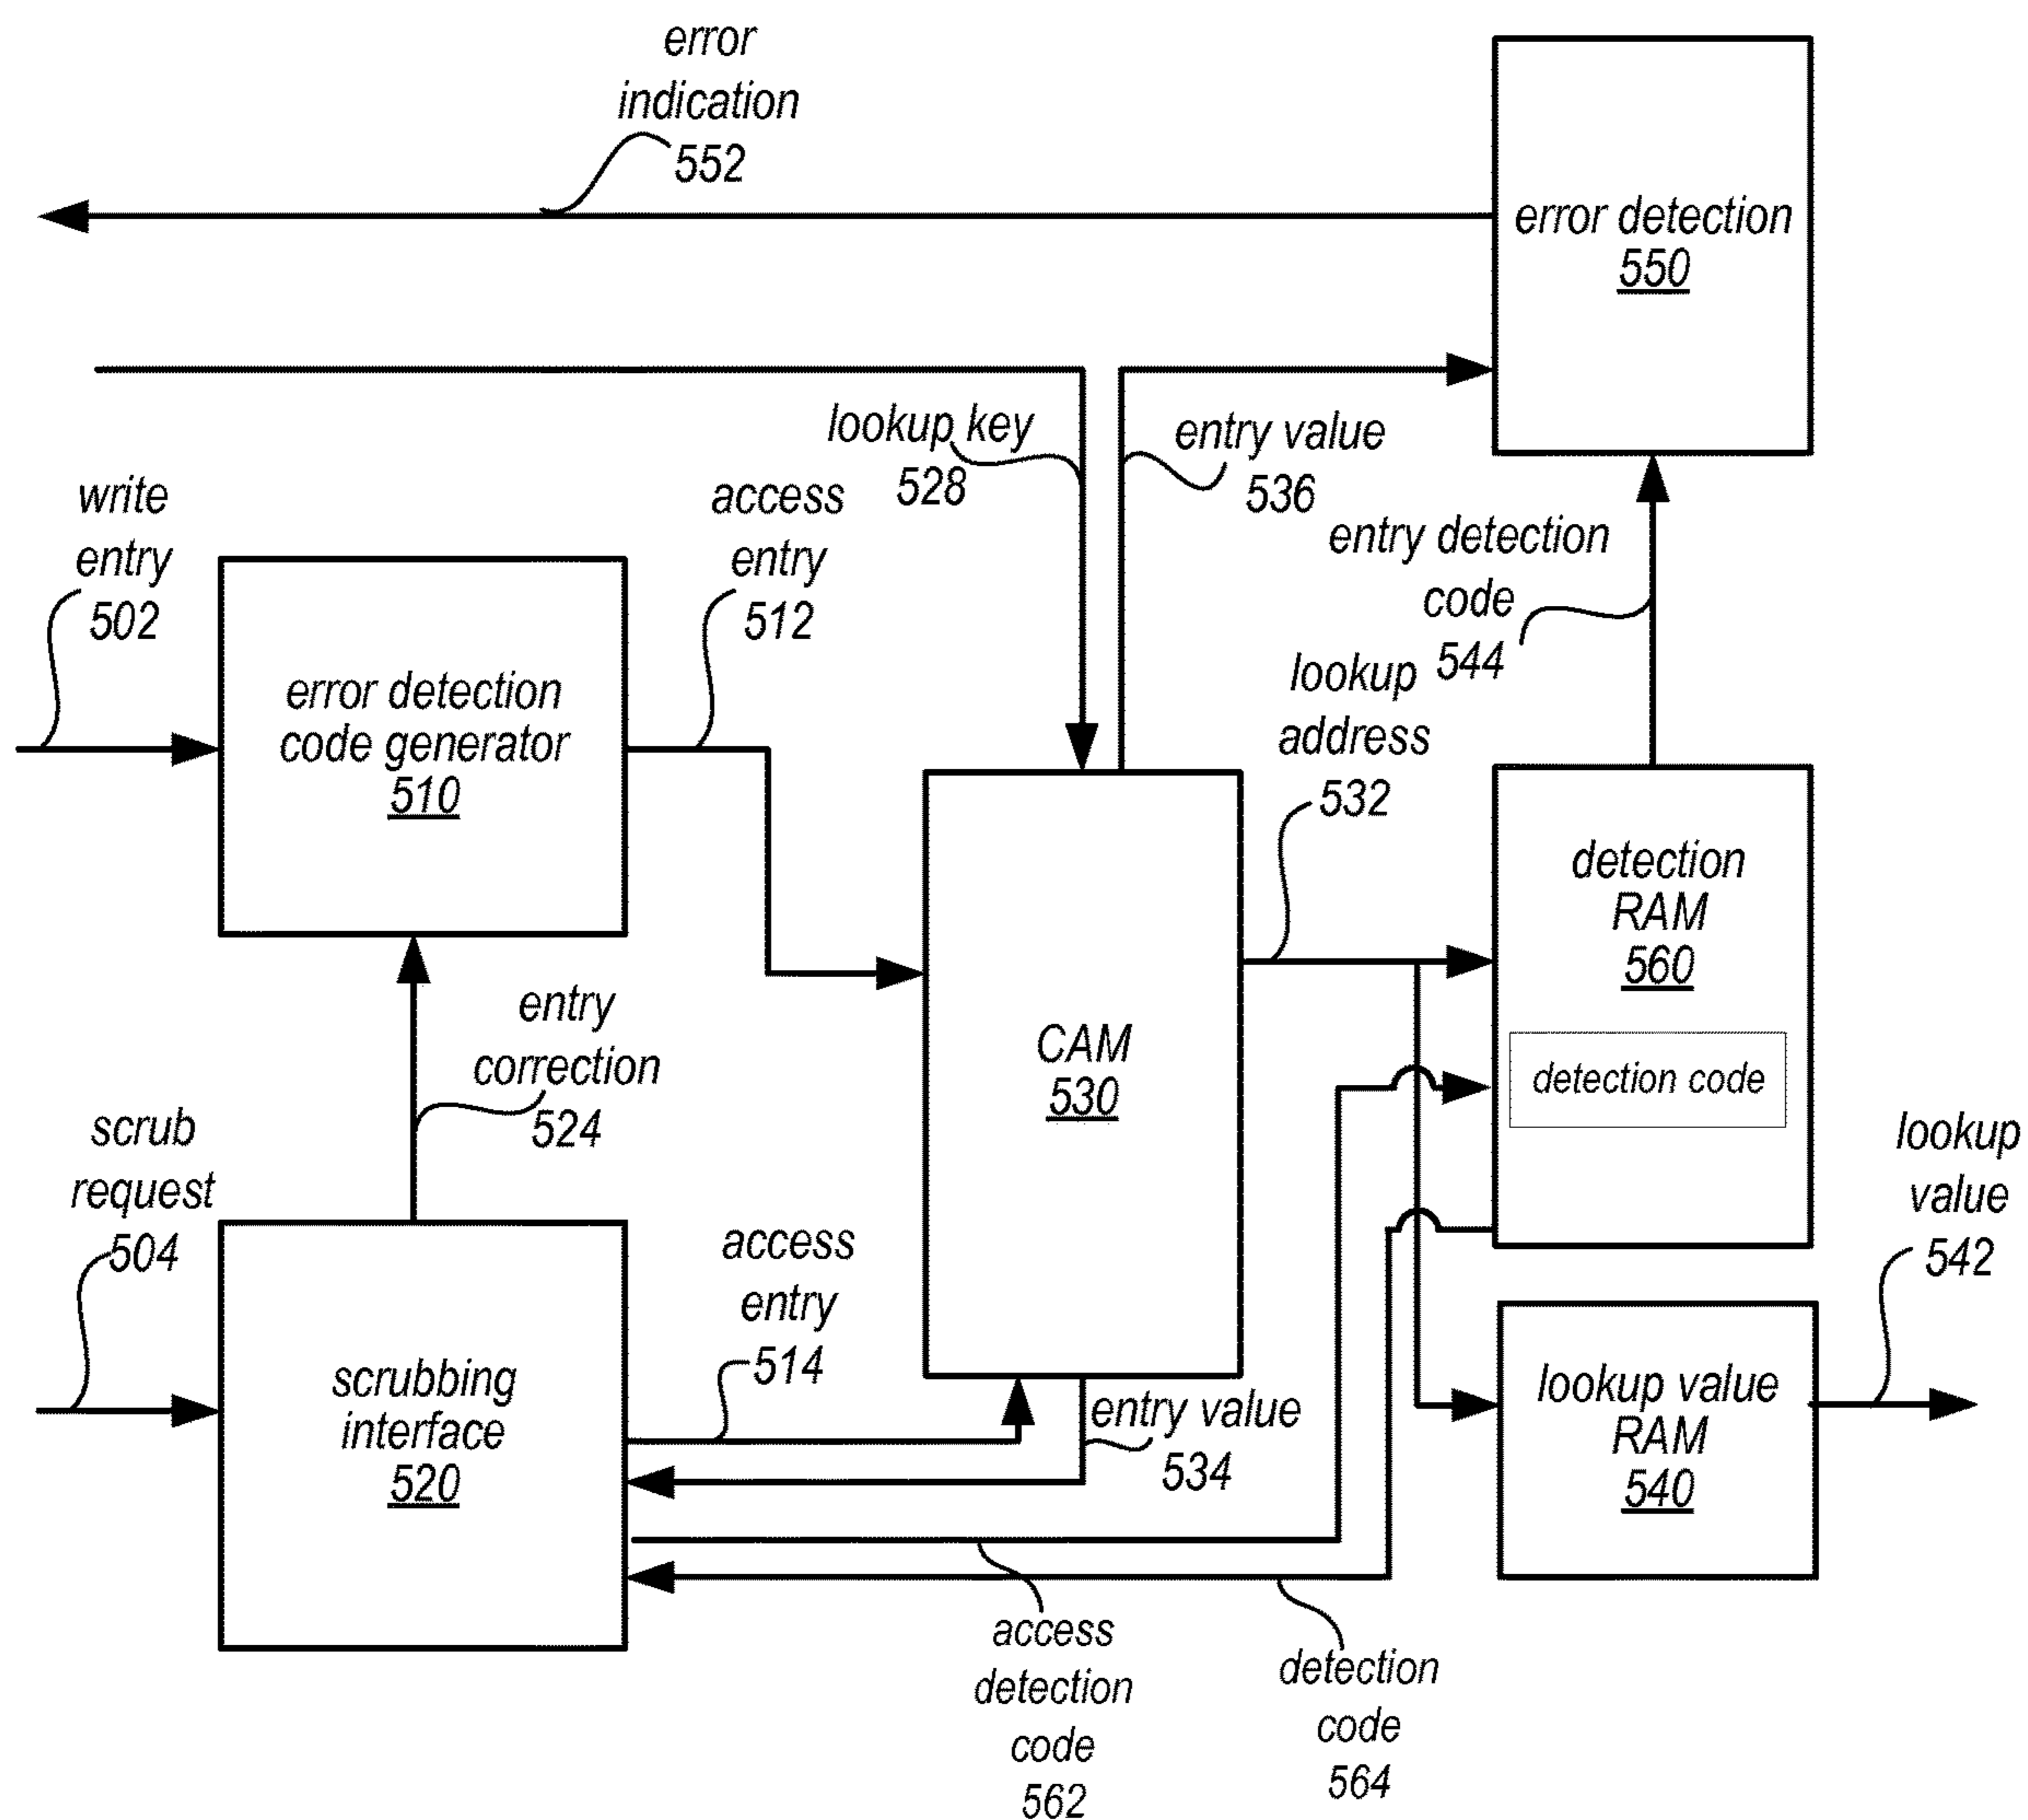 error
indication
552
error detection
550
lookup key
528
entry value
536
write
entry
502
access
entry
512
entry detection
code
544
error detection
code generator
510
lookup
address
532
detection
RAM
560
detection code
CAM
530
entry
correction
524
scrub
request
504
access
entry
514
lookup
value
542
scrubbing
interface
520
entry value
534
lookup value
RAM
540
access
detection
code
562
detection
code
564